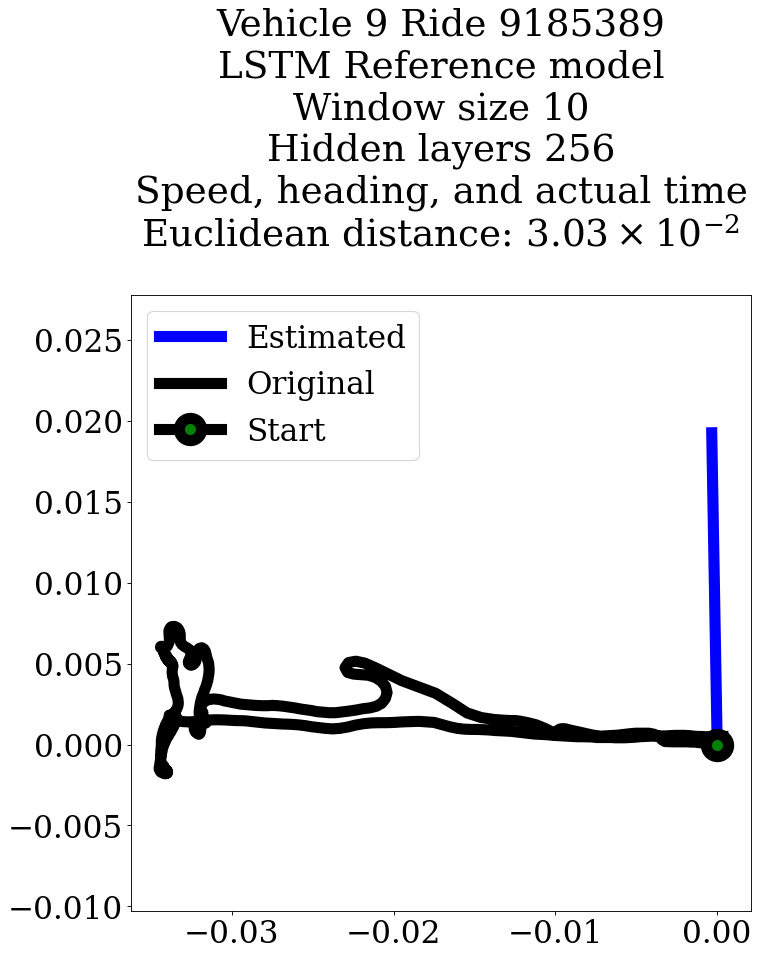 Vehicle 9 Ride 9185389
LSTM Reference model
Window size 10
Hidden layers 256
Speed, heading, and actual time
Euclidean distance: 3.03 × 10⁻²
Estimated
Original
Start
0.025
0.020
0.015
0.010
0.005
0.000
−0.005
−0.010
−0.03 −0.02 −0.01 0.00